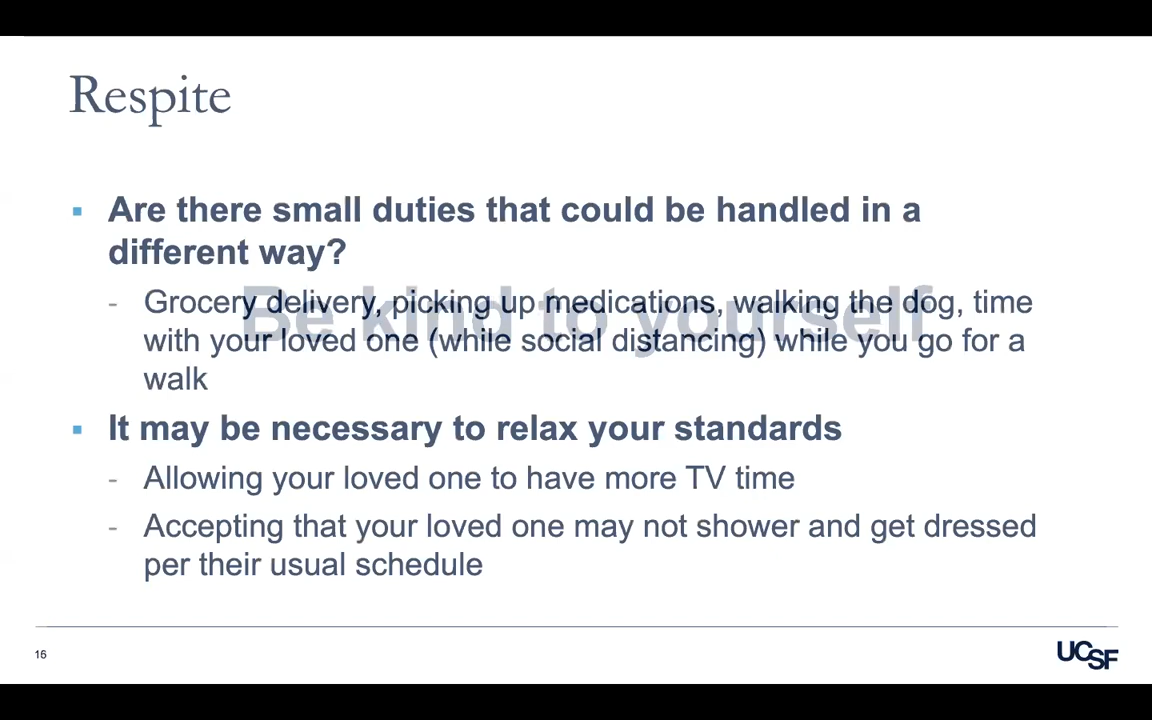 Respite
▪ Are there small duties that could be handled in a
different way?
Be kind to yourself
- Grocery delivery, picking up medications, walking the dog, time
with your loved one (while social distancing) while you go for a
walk
▪ It may be necessary to relax your standards
- Allowing your loved one to have more TV time
- Accepting that your loved one may not shower and get dressed
per their usual schedule
16
UCSF